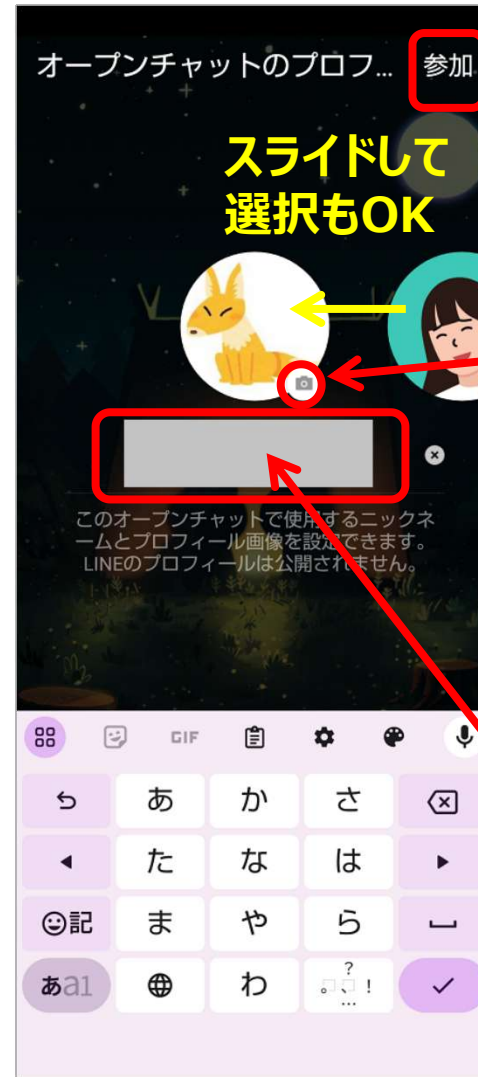 オープンチャットのプロフ... 参加
スライドして
選択もOK
このオープンチャットで使用するニックネ
ームとプロフィール画像を設定できます。
LINEのプロフィールは公開されません。
GIF
あ か さ
た な は
記 ま や ら
あa1 わ 。、?!…